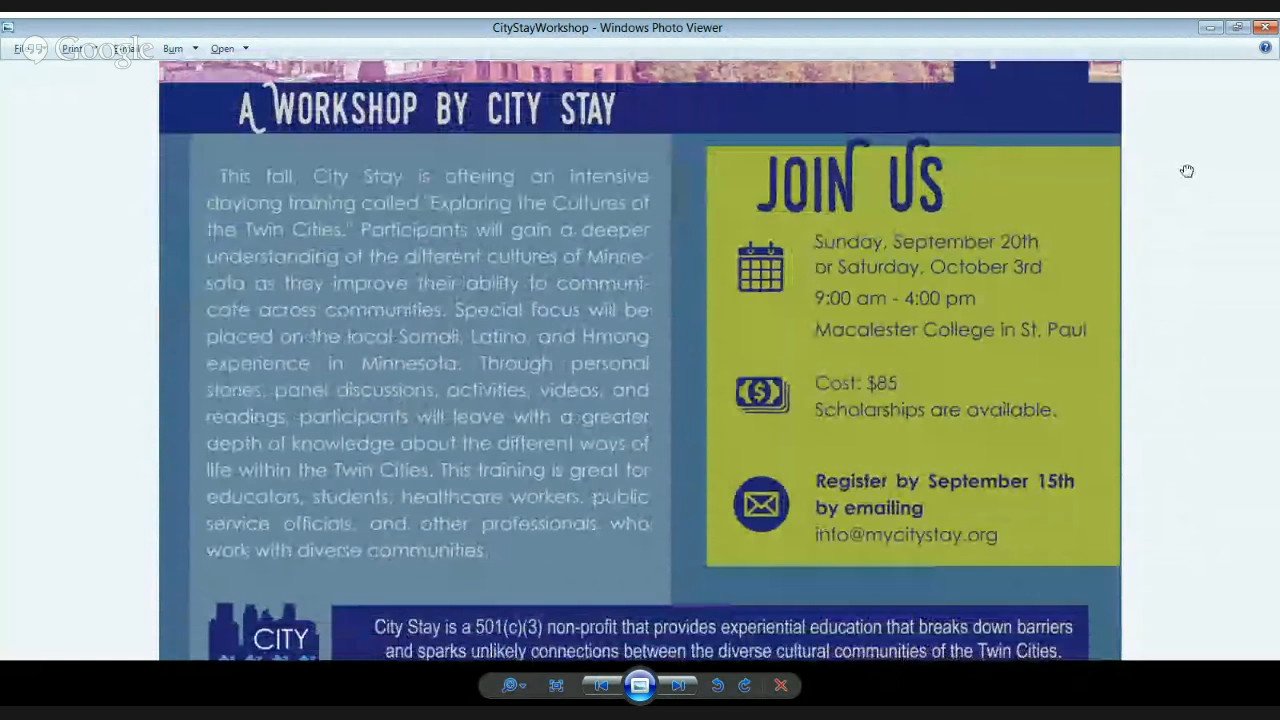 CityStayWorkshop - Windows Photo Viewer
File Print E-mail Burn Open
Google
A WORKSHOP BY CITY STAY
This fall, City Stay is offering an intensive
daylong training called "Exploring the Cultures of
the Twin Cities." Participants will gain a deeper
understanding of the different cultures of Minne-
sota as they improve their ability to communi-
cate across communities. Special focus will be
placed on the local Somali, Latino, and Hmong
experience in Minnesota. Through personal
stories, panel discussions, activities, videos, and
readings, participants will leave with a greater
depth of knowledge about the different ways of
life within the Twin Cities. This training is great for
educators, students, healthcare workers, public
service officials, and other professionals who
work with diverse communities.
JOIN US
Sunday, September 20th
or Saturday, October 3rd
9:00 am - 4:00 pm
Macalester College in St. Paul
Cost: $85
Scholarships are available.
Register by September 15th
by emailing
info@mycitystay.org
CITY
City Stay is a 501(c)(3) non-profit that provides experiential education that breaks down barriers
and sparks unlikely connections between the diverse cultural communities of the Twin Cities.